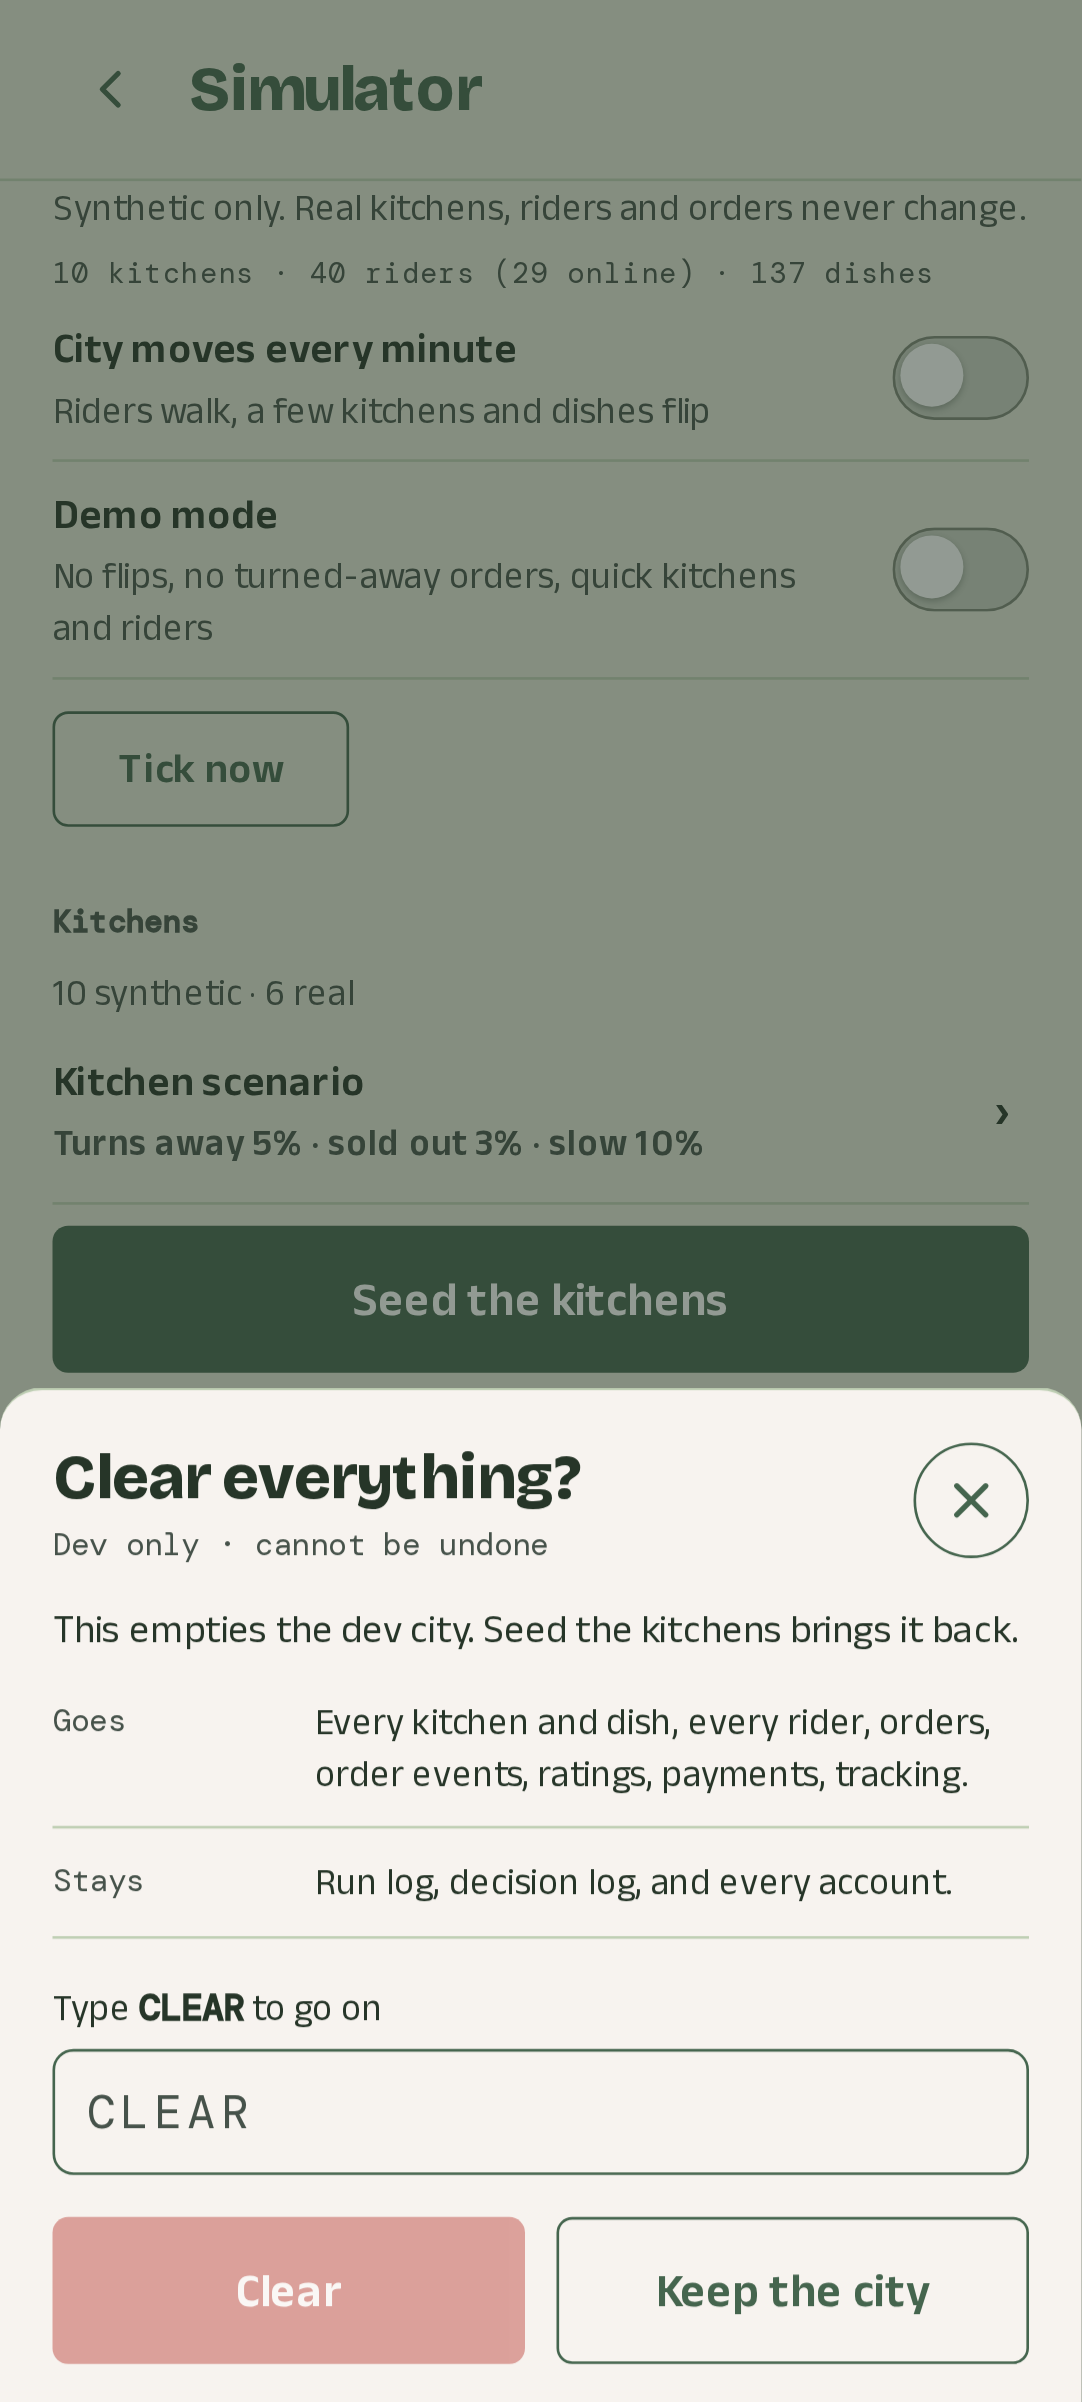 Simulator
Synthetic only. Real kitchens, riders and orders never change.
10 kitchens · 40 riders (29 online) · 137 dishes
City moves every minute
Riders walk, a few kitchens and dishes flip
Demo mode
No flips, no turned-away orders, quick kitchens
and riders
Tick now
Kitchens
10 synthetic · 6 real
Kitchen scenario
Turns away 5% · sold out 3% · slow 10%
Seed the kitchens
Clear everything?
Dev only · cannot be undone
This empties the dev city. Seed the kitchens brings it back.
Goes
Every kitchen and dish, every rider, orders,
order events, ratings, payments, tracking.
Stays
Run log, decision log, and every account.
Type CLEAR to go on
CLEAR
Clear
Keep the city